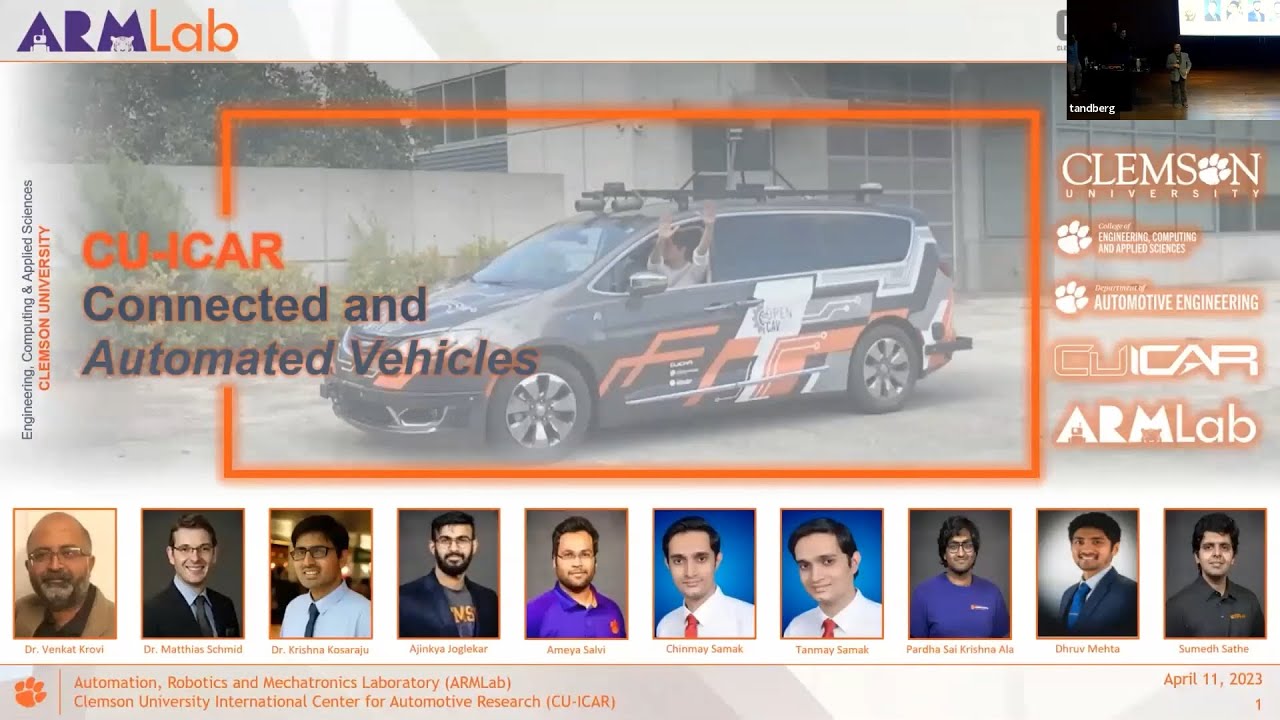 ARMLab
tandberg
Engineering, Computing & Applied Sciences
CLEMSON UNIVERSITY
CU-ICAR
Connected and
Automated Vehicles
OPEN
CAV
CLEMSON
UNIVERSITY
College of
ENGINEERING, COMPUTING
AND APPLIED SCIENCES
Department of
AUTOMOTIVE ENGINEERING
CUICAR
ARMLab
Dr. Venkat Krovi
Dr. Matthias Schmid
Dr. Krishna Kosaraju
Ajinkya Joglekar
Ameya Salvi
Chinmay Samak
Tanmay Samak
Pardha Sai Krishna Ala
Dhruv Mehta
Sumedh Sathe
Automation, Robotics and Mechatronics Laboratory (ARMLab)
Clemson University International Center for Automotive Research (CU-ICAR)
April 11, 2023
1